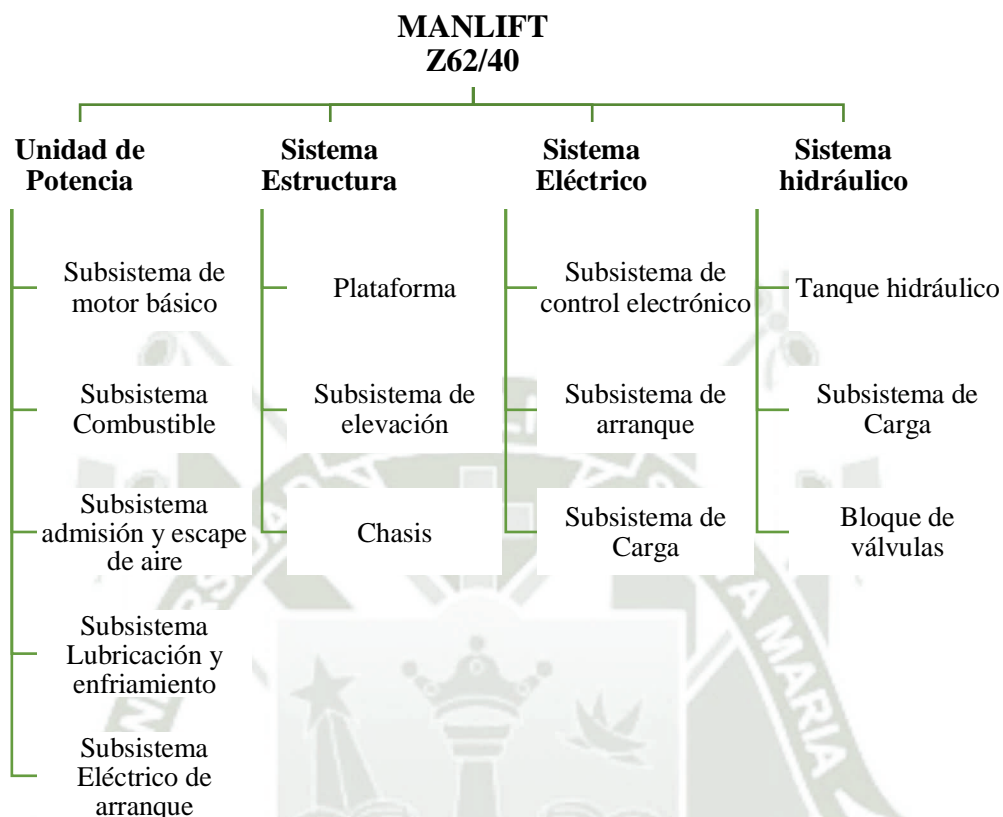 MANLIFT
Z62/40
Unidad de
Potencia
Sistema
Estructura
Sistema
Eléctrico
Sistema
hidráulico
Subsistema de
motor básico
Plataforma
Subsistema de
control electrónico
Tanque hidráulico
Subsistema
Combustible
Subsistema de
elevación
Subsistema de
arranque
Subsistema de
Carga
Subsistema
admisión y escape
de aire
Chasis
Subsistema de
Carga
Bloque de
válvulas
Subsistema
Lubricación y
enfriamiento
Subsistema
Eléctrico de
arranque
MARIA